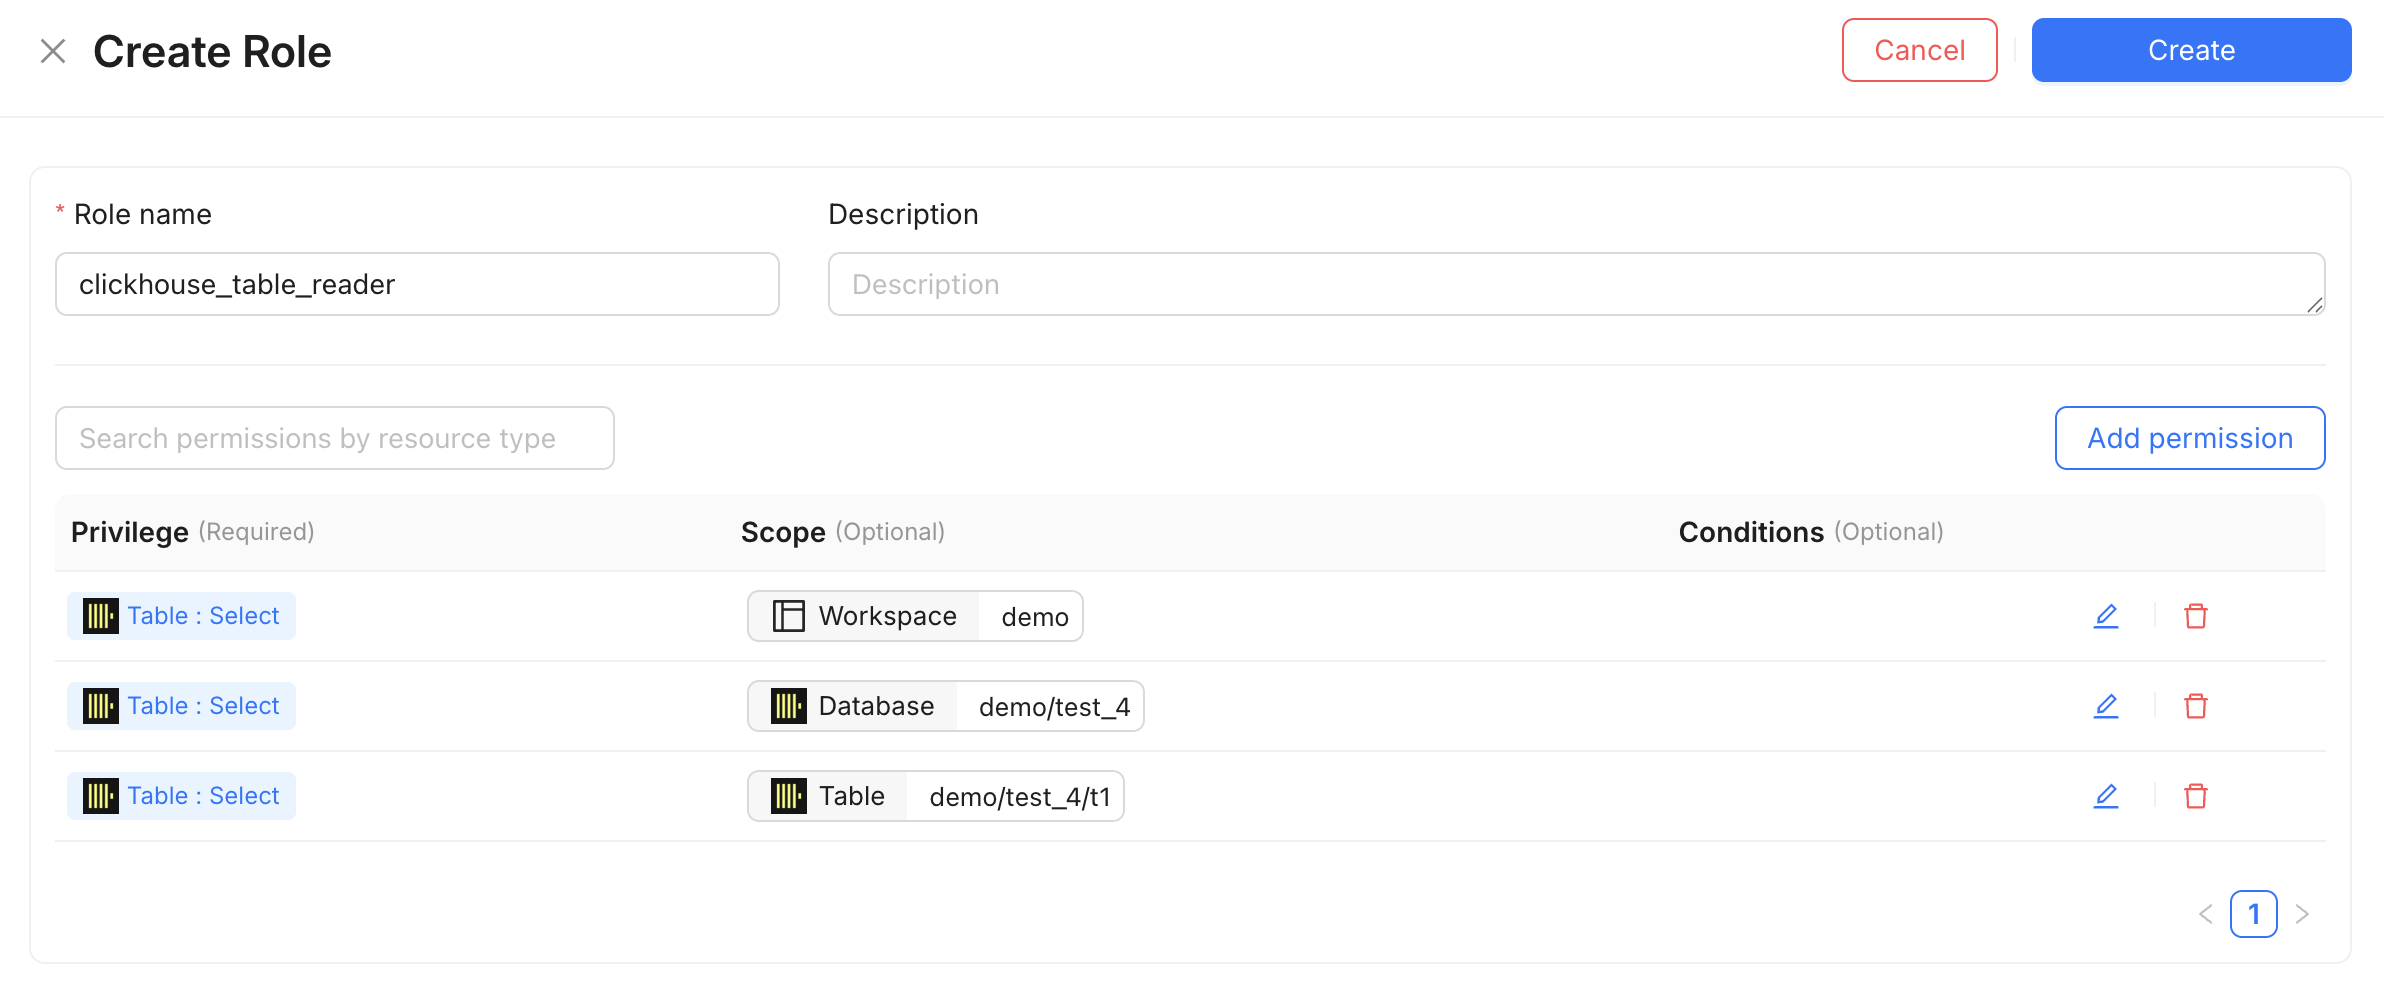 Create Role
Cancel
Create
* Role name
Description
clickhouse_table_reader
Description
Search permissions by resource type
Add permission
Privilege (Required)
Scope (Optional)
Conditions (Optional)
Table : Select
Workspace
demo
Table : Select
Database
demo/test_4
Table : Select
Table
demo/test_4/t1
1